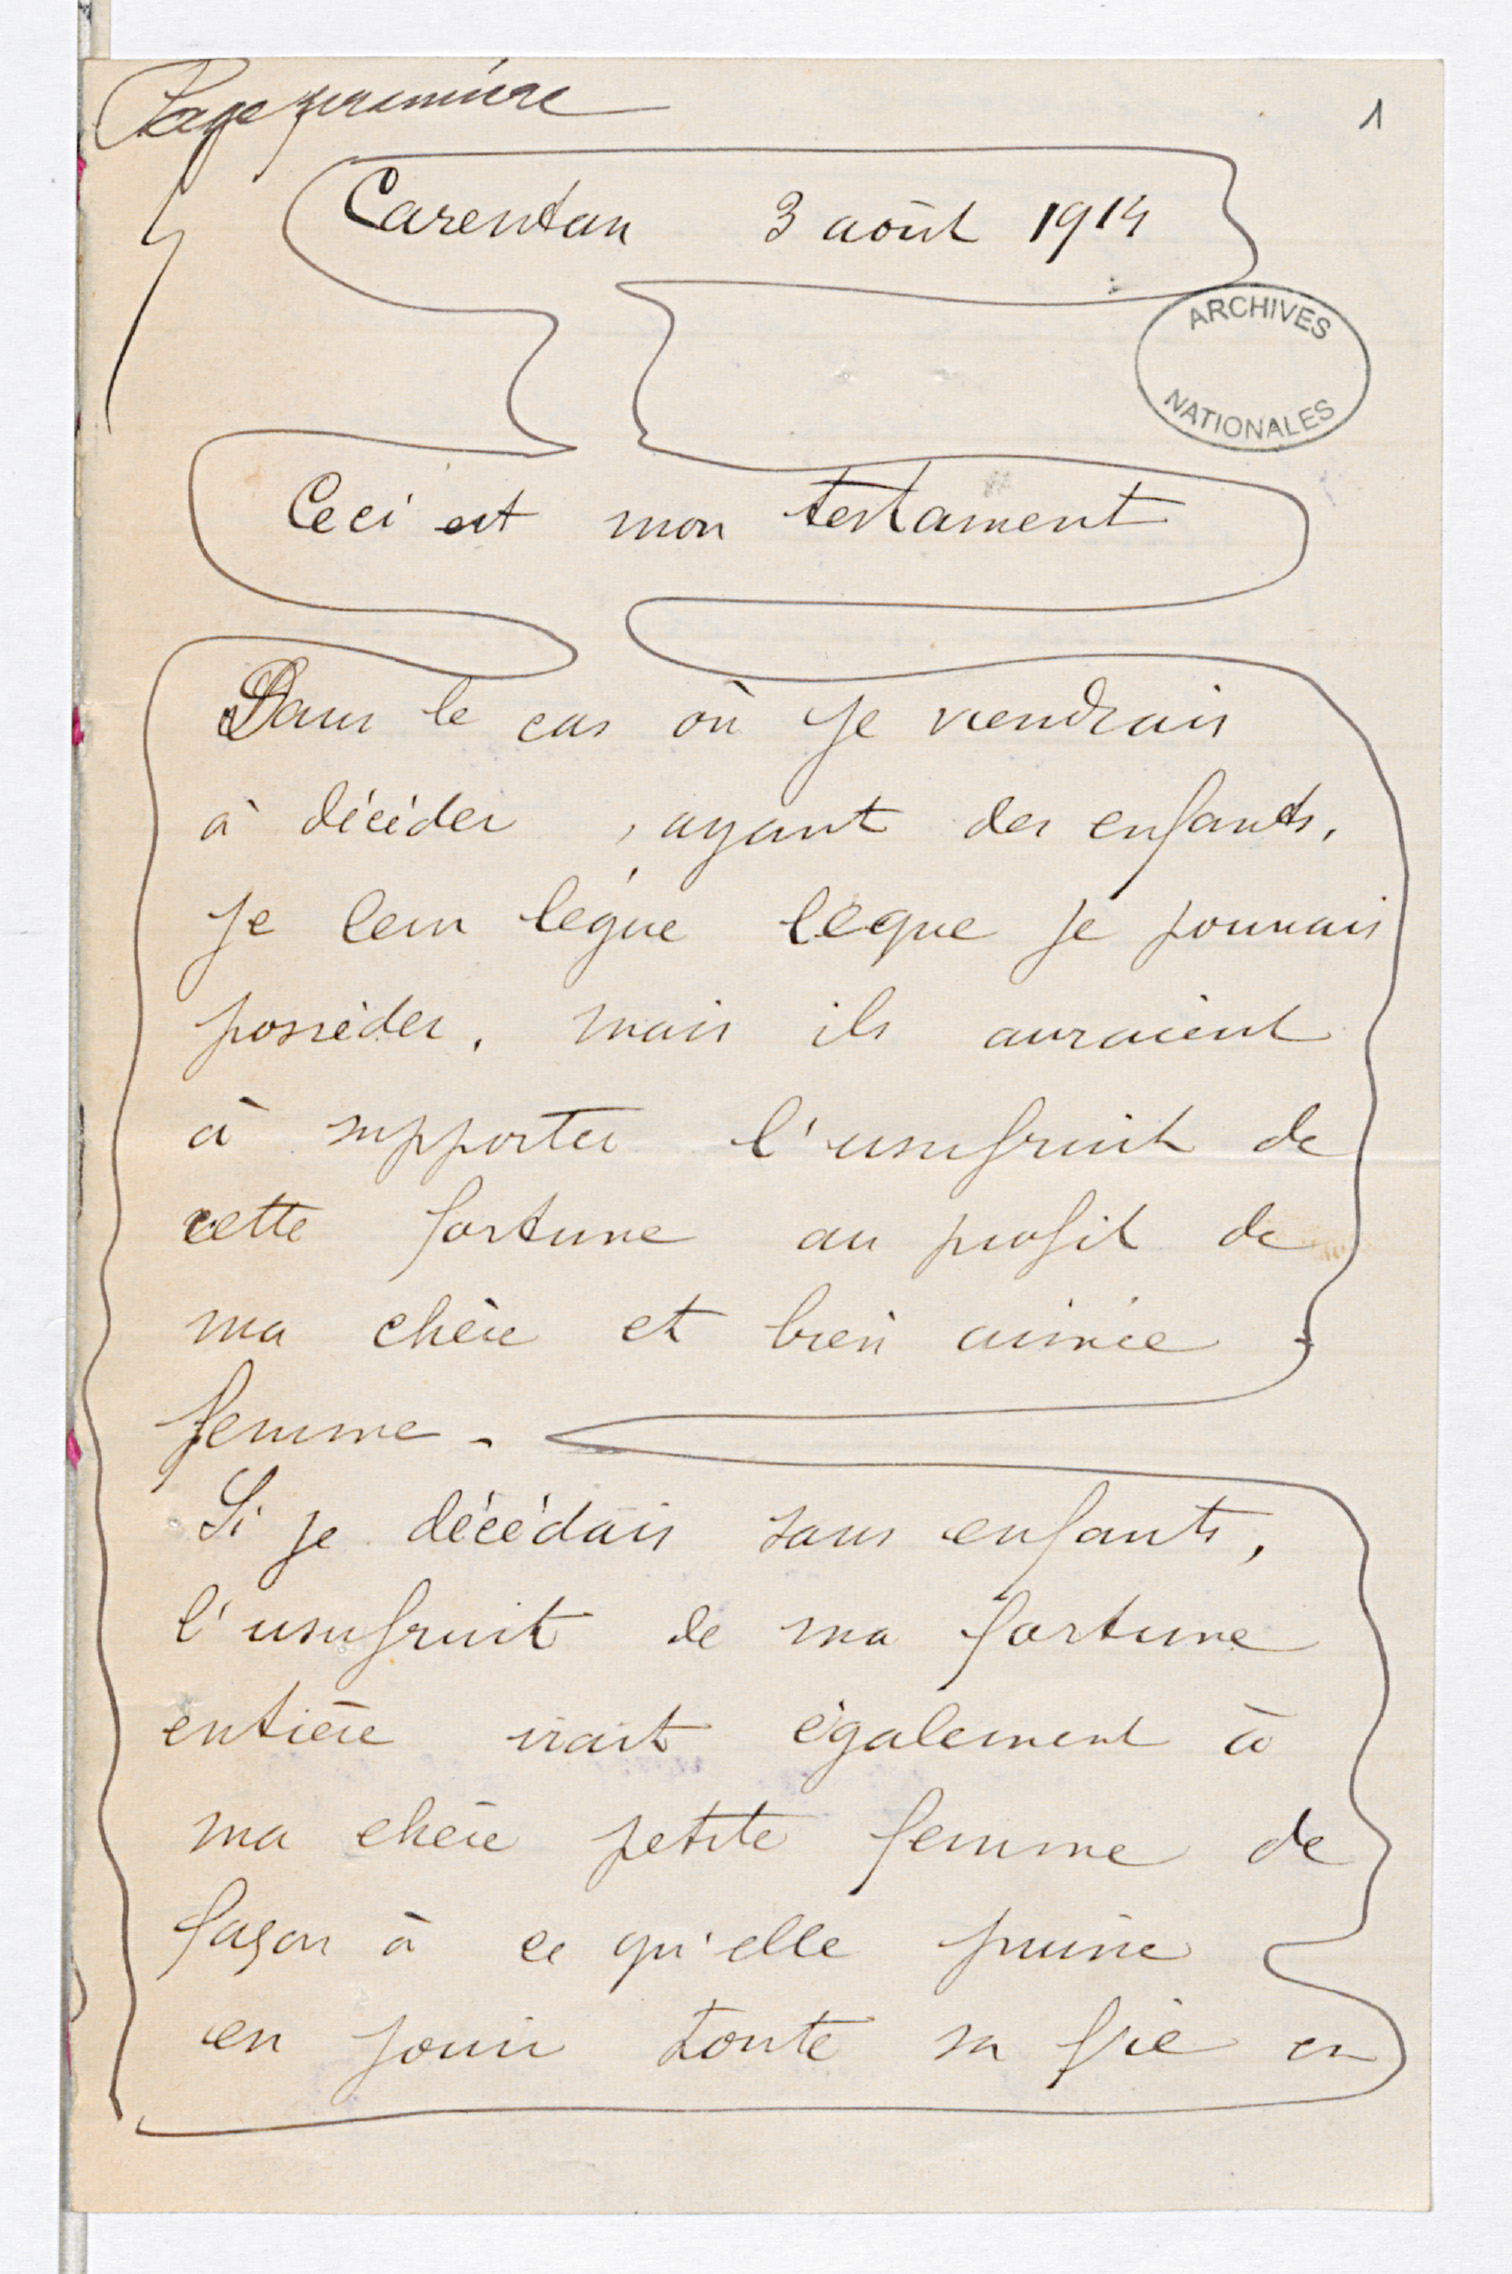 Page première
1
Carentan 3 août 1914
ARCHIVES
NATIONALES
Ceci est mon testament
Dans le cas où je viendrais
à décéder, ayant des enfants,
je leur lègue ce que je pourrais
posséder, mais ils auraient
à supporter l'usufruit de
cette fortune au profit de
ma chère et bien aimée
femme.
Si je décédais sans enfants,
l'usufruit de ma fortune
entière irait également à
ma chère petite femme de
façon à ce qu'elle puisse
en jouir toute sa vie en